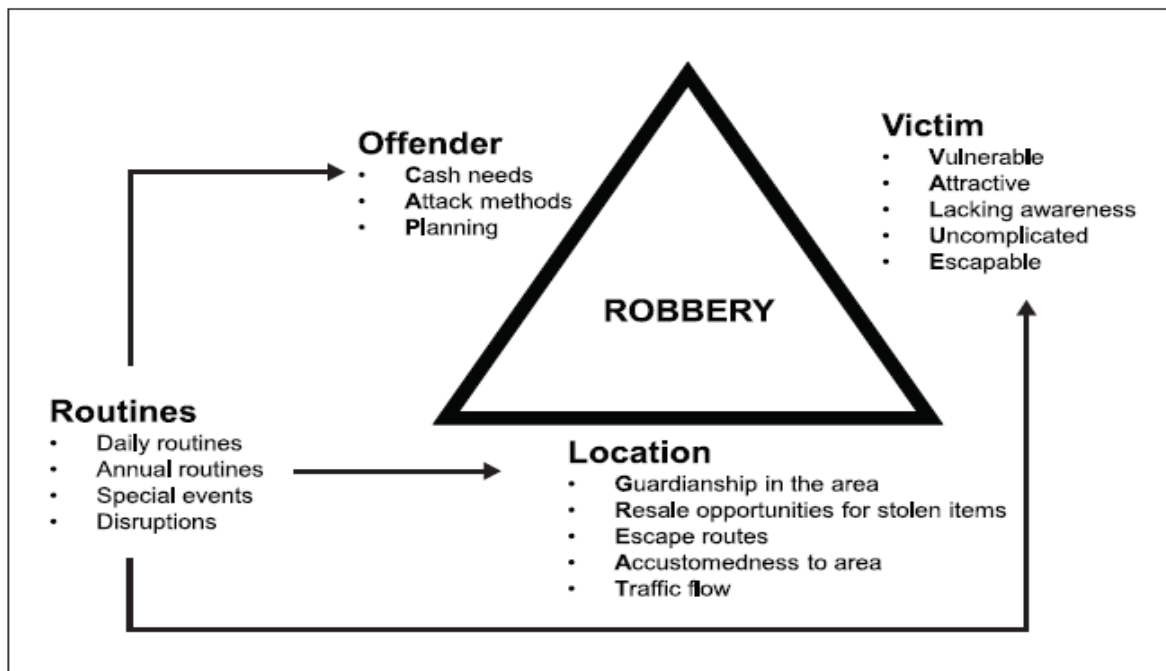 Offender
• Cash needs
• Attack methods
• Planning
Victim
• Vulnerable
• Attractive
• Lacking awareness
• Uncomplicated
• Escapable
ROBBERY
Routines
• Daily routines
• Annual routines
• Special events
• Disruptions
Location
• Guardianship in the area
• Resale opportunities for stolen items
• Escape routes
• Accustomedness to area
• Traffic flow